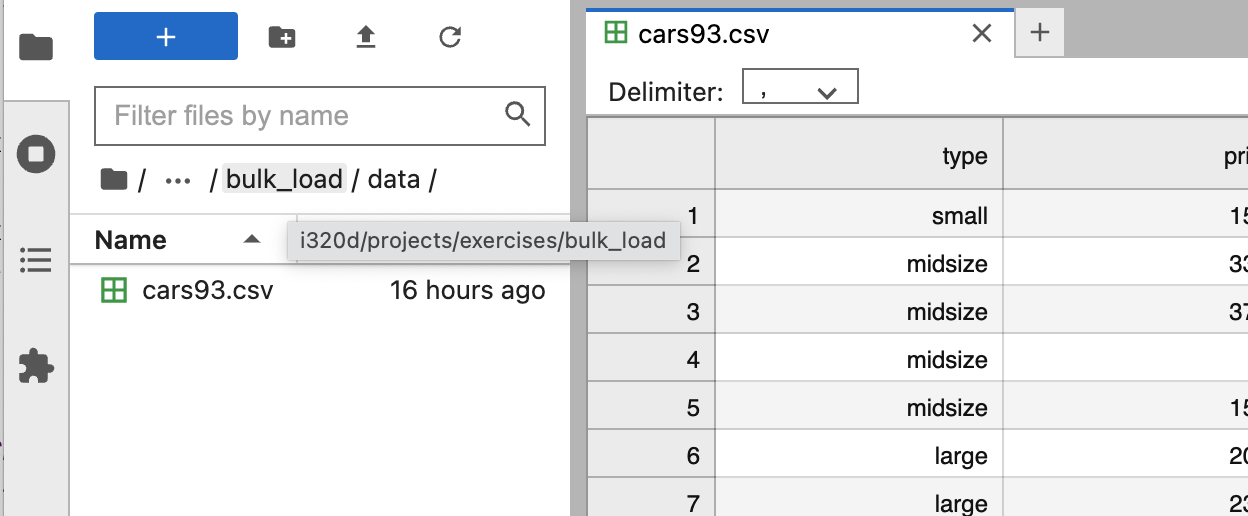 +
cars93.csv
+
Delimiter: ,
Filter files by name
/ ... / bulk_load / data /
i320d/projects/exercises/bulk_load
Name
cars93.csv 16 hours ago
type pri
1 small 15
2 midsize 33
3 midsize 37
4 midsize
5 midsize 15
6 large 20
7 large 23